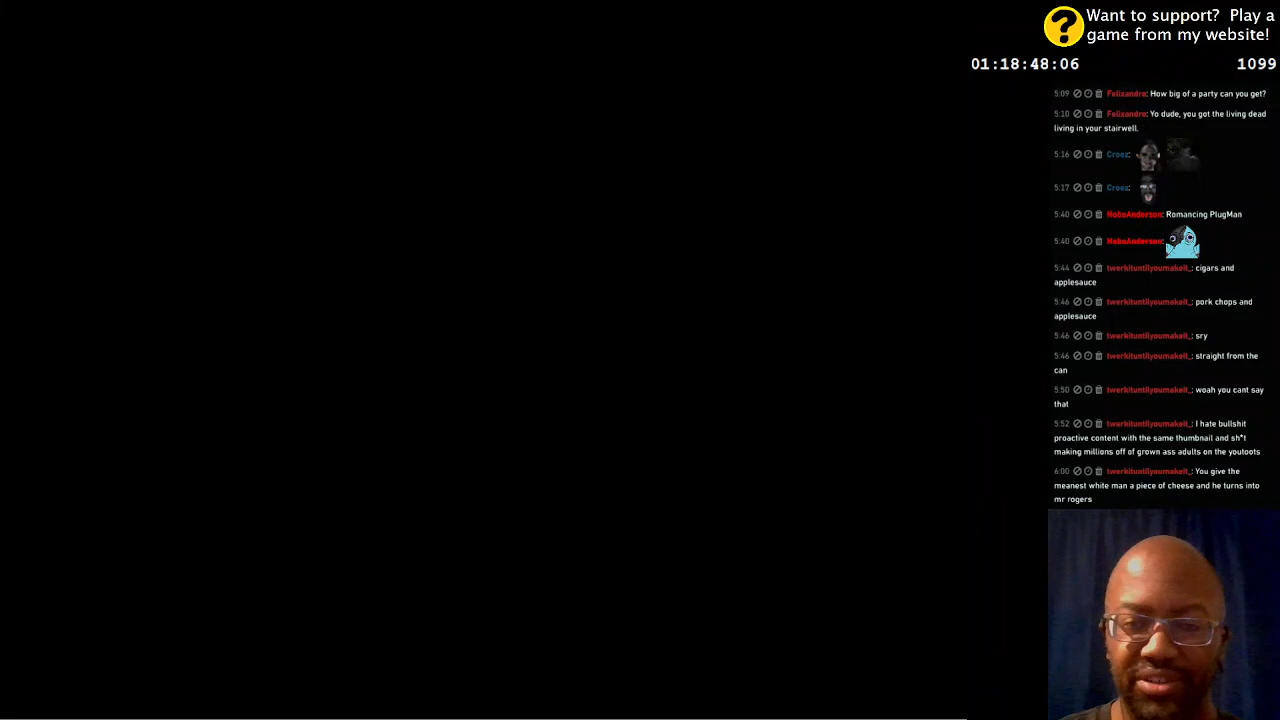 Want to support?  Play a
game from my website!
01:18:48:06 1099
5:09 Felixandro: How big of a party can you get?
5:10 Felixandro: Yo dude, you got the living dead
living in your stairwell.
5:16 Croez:
5:17 Croez:
5:40 HoboAnderson: Romancing PlugMan
5:40 HoboAnderson:
5:44 twerkituntilyoumakeit_: cigars and
applesauce
5:46 twerkituntilyoumakeit_: pork chops and
applesauce
5:46 twerkituntilyoumakeit_: sry
5:46 twerkituntilyoumakeit_: straight from the
can
5:50 twerkituntilyoumakeit_: woah you cant say
that
5:52 twerkituntilyoumakeit_: I hate bullshit
proactive content with the same thumbnail and sh*t
making millions off of grown ass adults on the youtoots
6:00 twerkituntilyoumakeit_: You give the
meanest white man a piece of cheese and he turns into
mr rogers